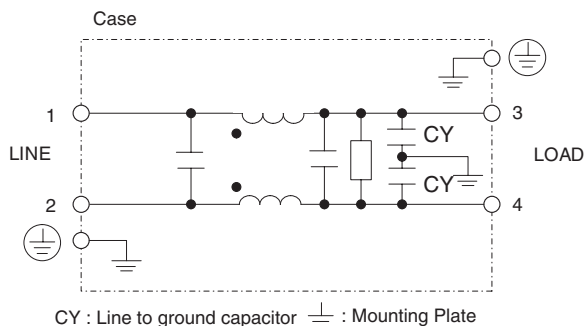 Case
1
3
CY
LINE
LOAD
CY
2
4
CY : Line to ground capacitor : Mounting Plate